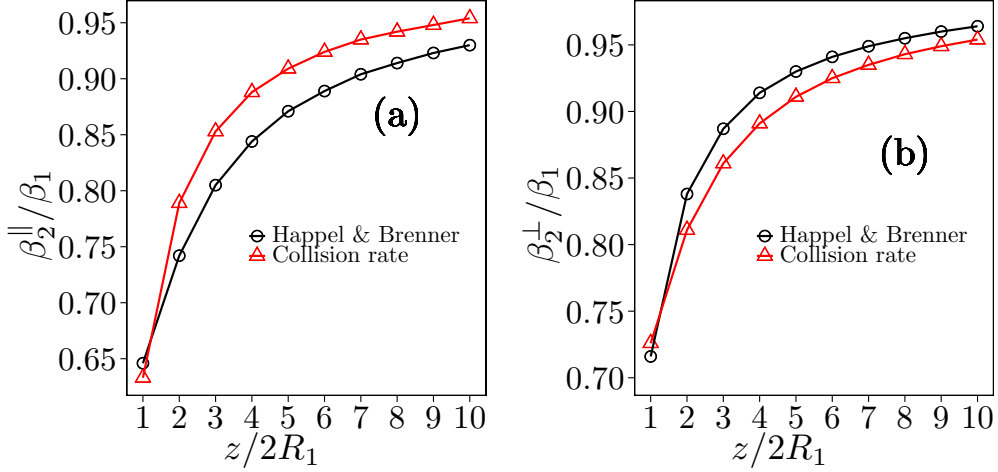 0.95
0.90
0.85
0.80
0.75
0.70
0.65
β₂^∥/β₁
(a)
Happel & Brenner
Collision rate
1 2 3 4 5 6 7 8 9 10
z/2R₁
0.95
0.90
0.85
0.80
0.75
0.70
β₂^⊥/β₁
(b)
Happel & Brenner
Collision rate
1 2 3 4 5 6 7 8 9 10
z/2R₁